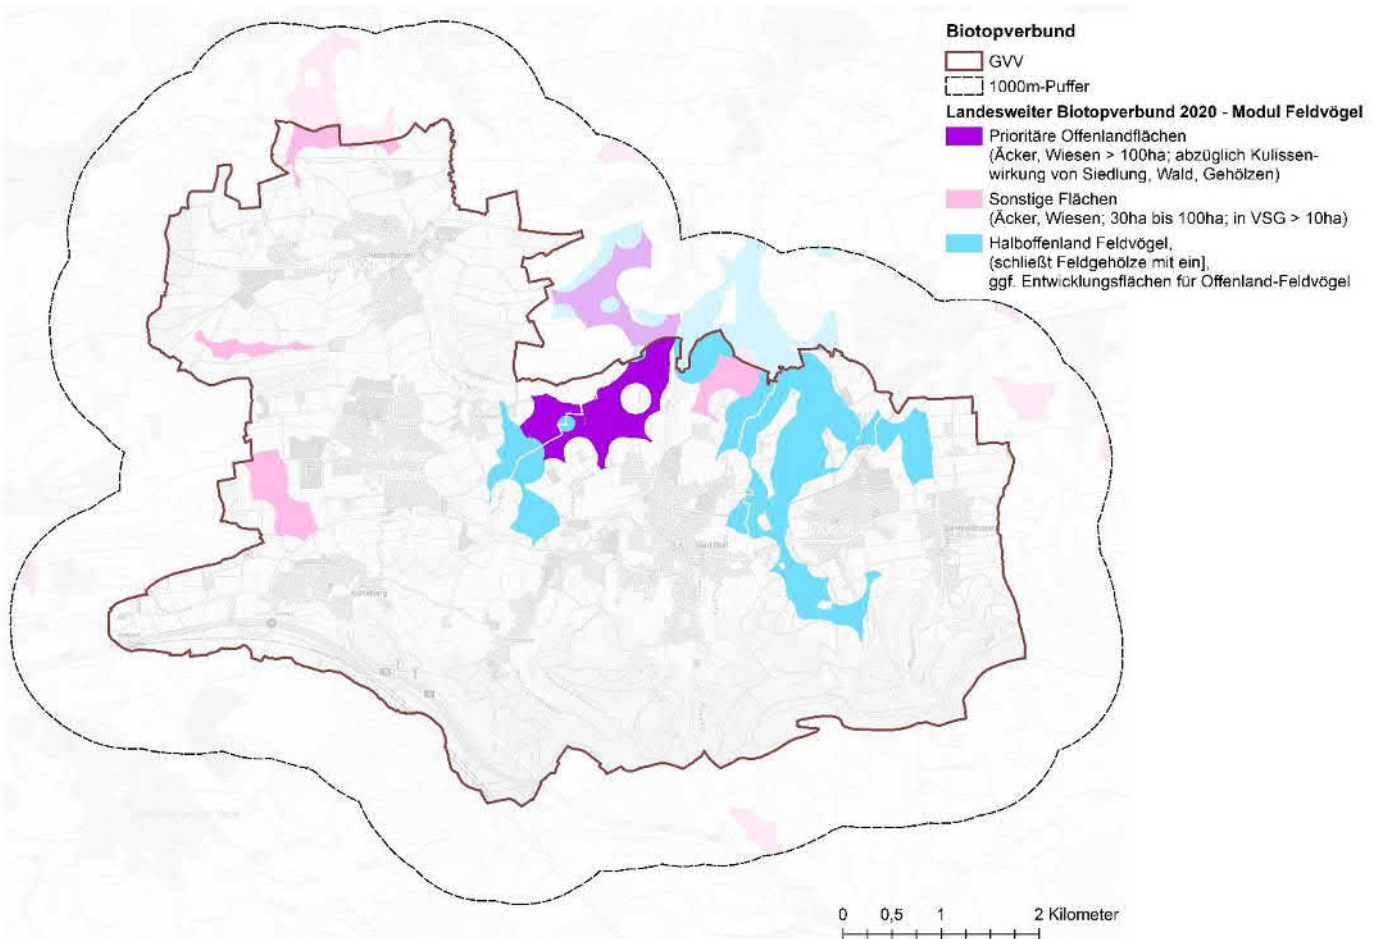 Biotopverbund
GVV
1000m-Puffer
Landesweiter Biotopverbund 2020 - Modul Feldvögel
Prioritäre Offenlandflächen
(Äcker, Wiesen > 100ha; abzüglich Kulissen-
wirkung von Siedlung, Wald, Gehölzen)
Sonstige Flächen
(Äcker, Wiesen; 30ha bis 100ha; in VSG > 10ha)
Halboffenland Feldvögel,
(schließt Feldgehölze mit ein],
ggf. Entwicklungsflächen für Offenland-Feldvögel
Bad Boll
0 0,5 1 2 Kilometer